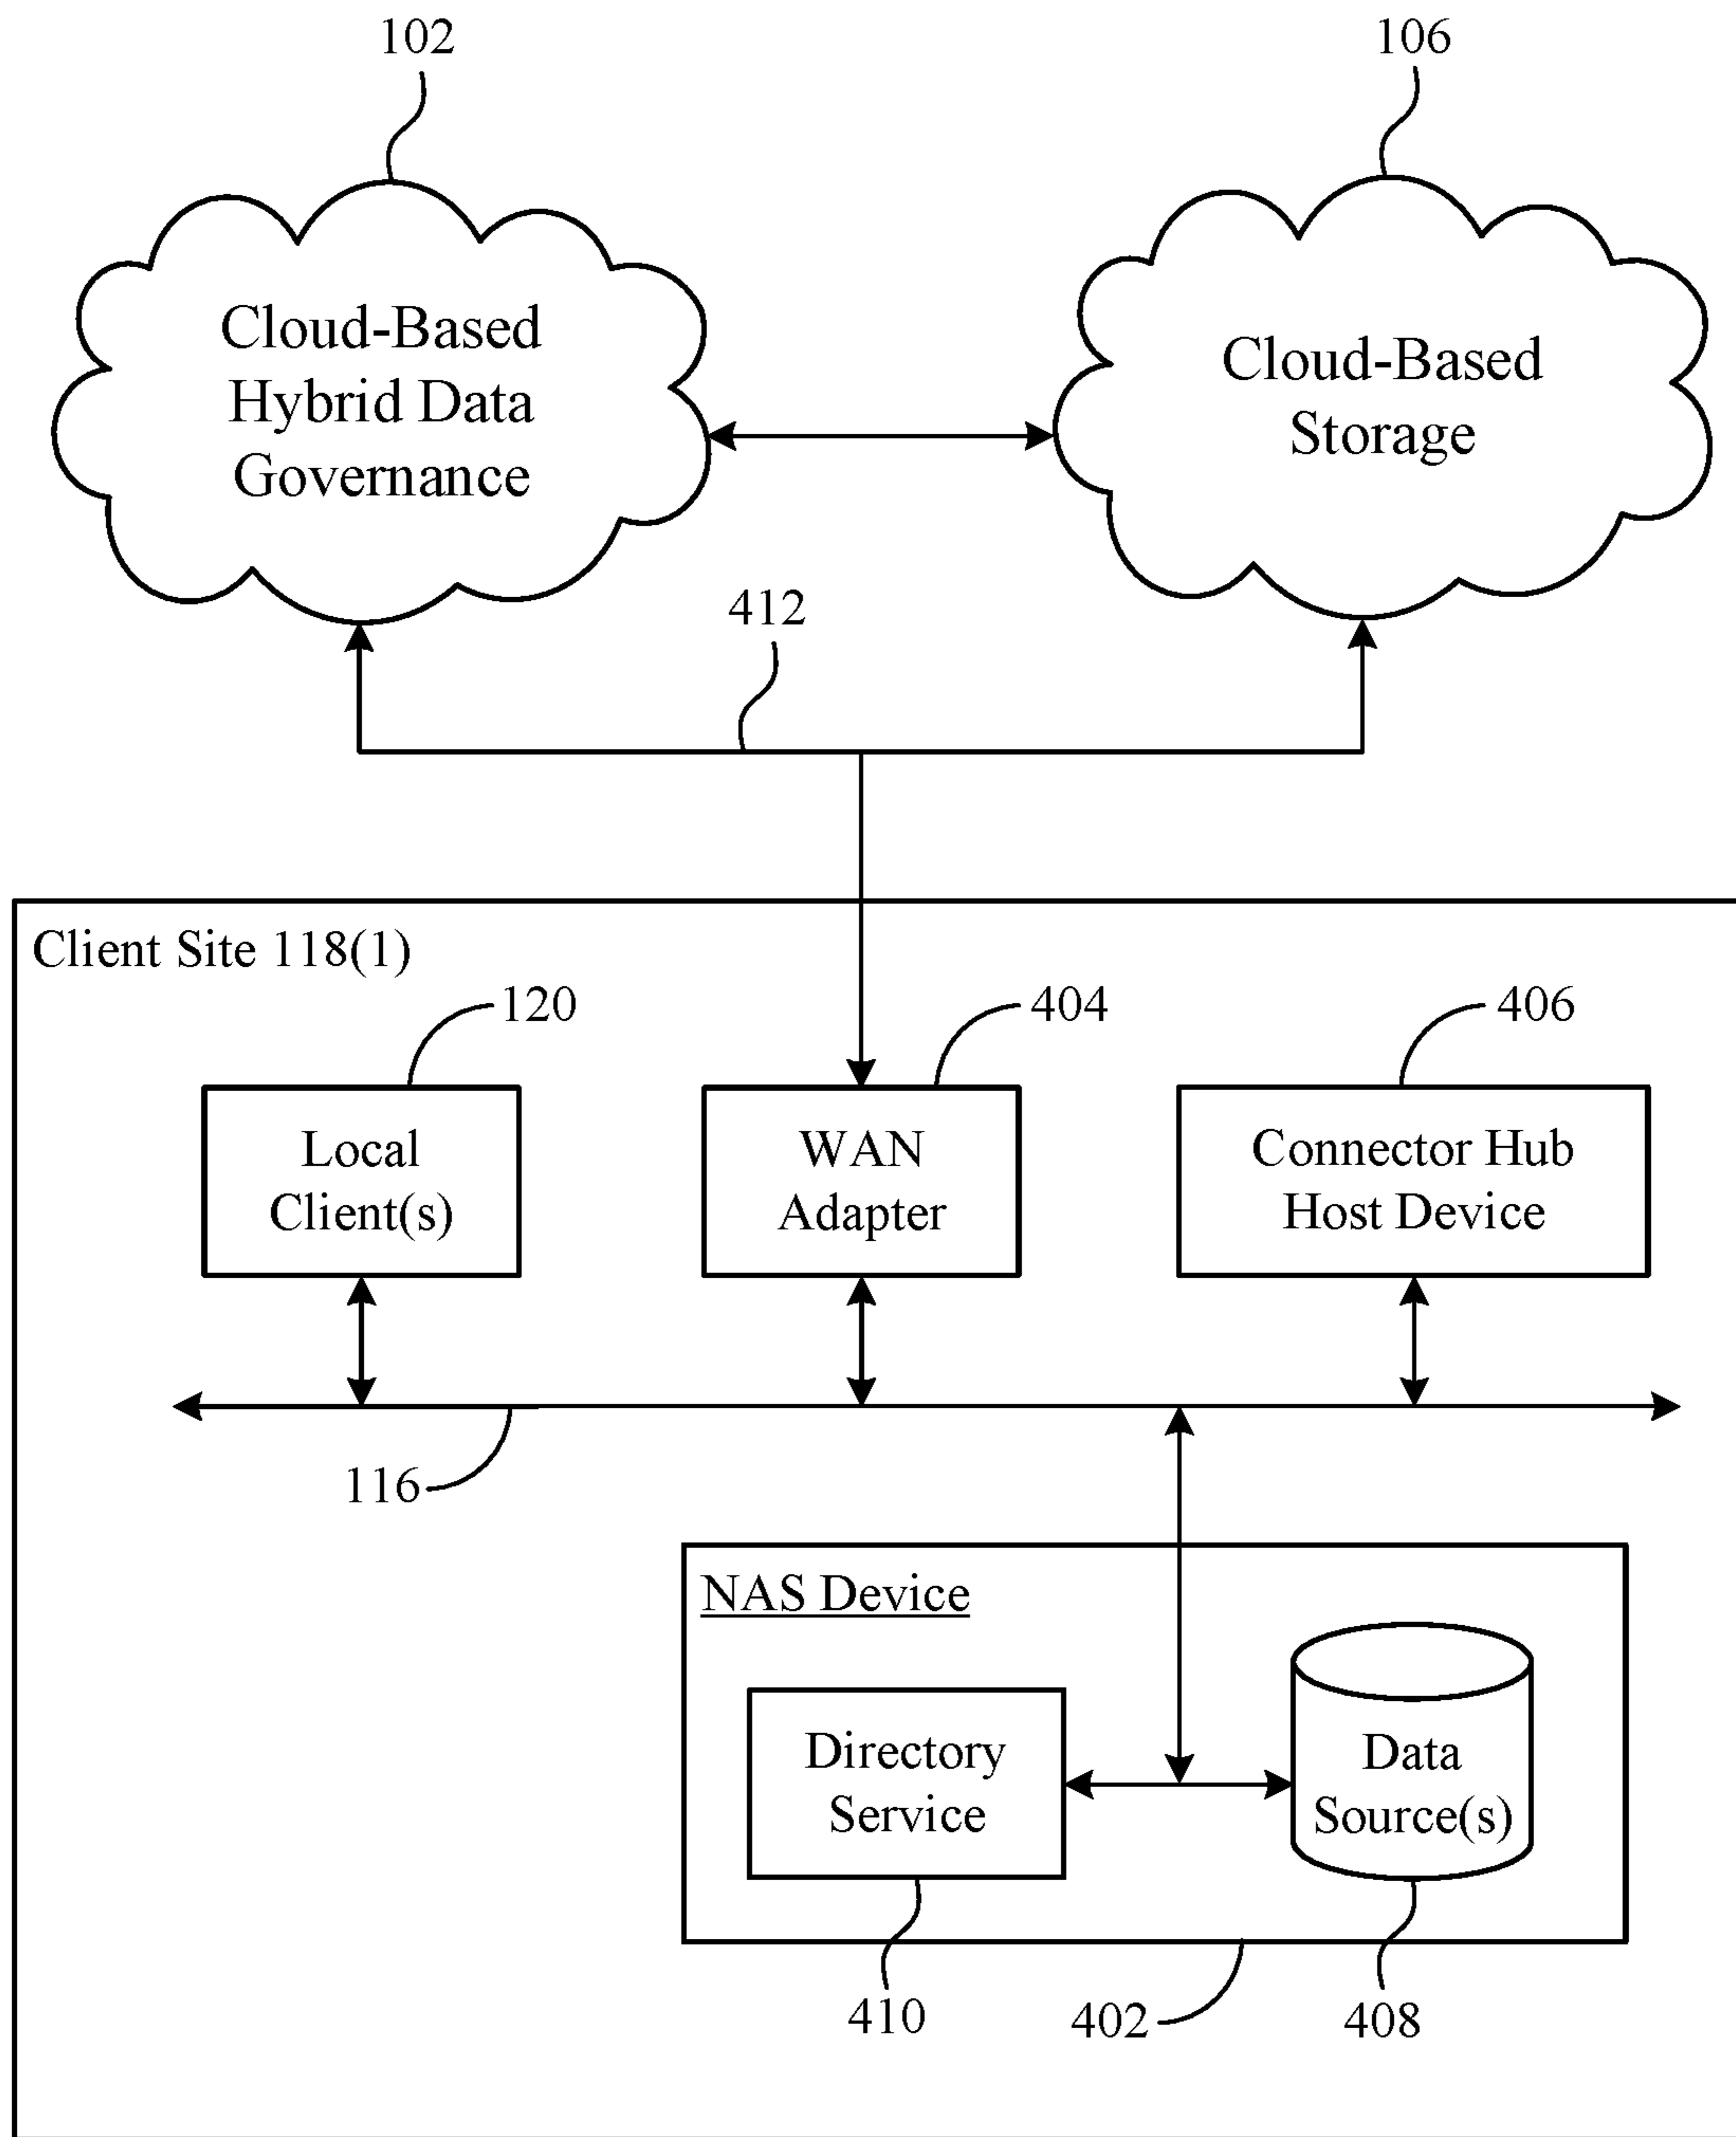 102
106
Cloud-Based
Hybrid Data
Governance
Cloud-Based
Storage
412
Client Site 118(1)
120
404
406
Local
Client(s)
WAN
Adapter
Connector Hub
Host Device
116
NAS Device
Directory
Service
Data
Source(s)
410
402
408